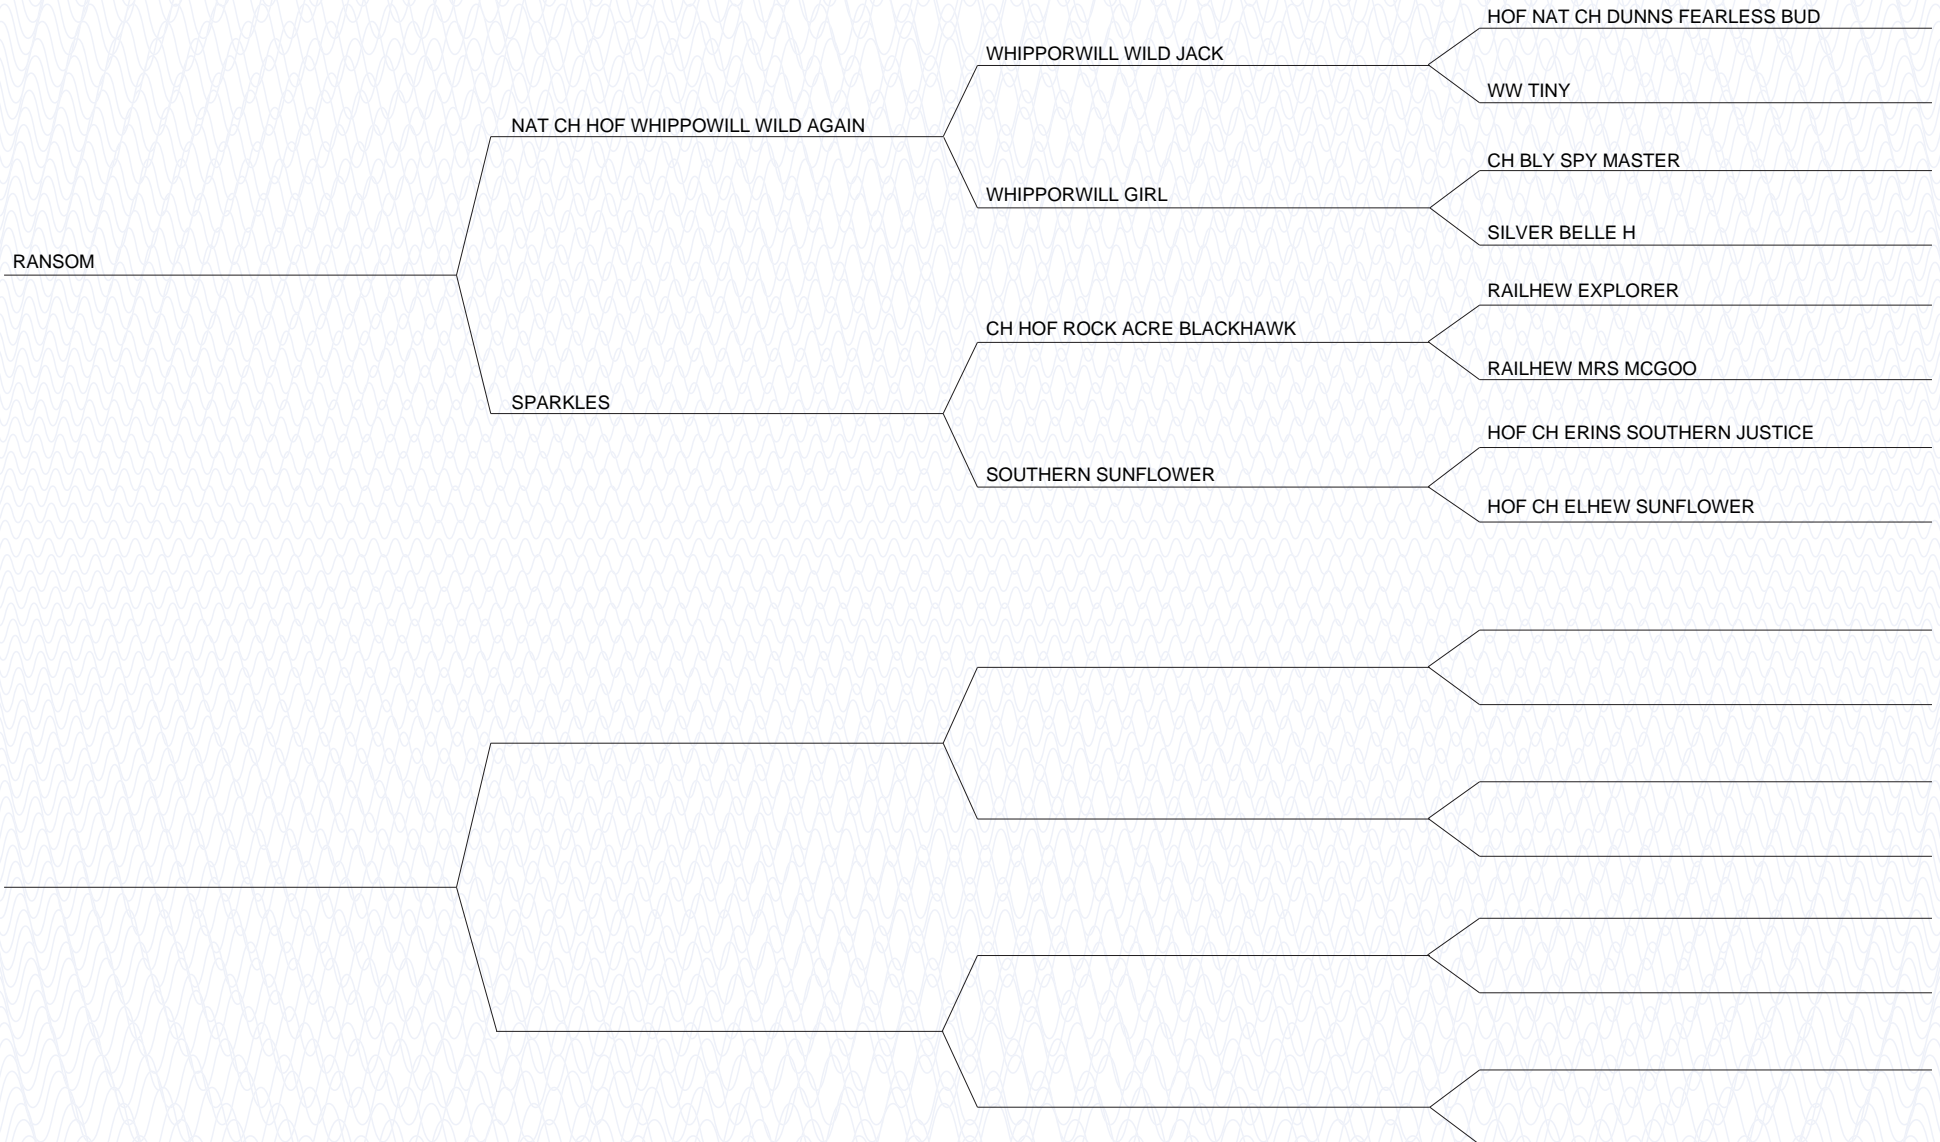 HOF NAT CH DUNNS FEARLESS BUD
WHIPPORWILL WILD JACK
WW TINY
NAT CH HOF WHIPPOWILL WILD AGAIN
CH BLY SPY MASTER
WHIPPORWILL GIRL
SILVER BELLE H
RANSOM
RAILHEW EXPLORER
CH HOF ROCK ACRE BLACKHAWK
RAILHEW MRS MCGOO
SPARKLES
HOF CH ERINS SOUTHERN JUSTICE
SOUTHERN SUNFLOWER
HOF CH ELHEW SUNFLOWER